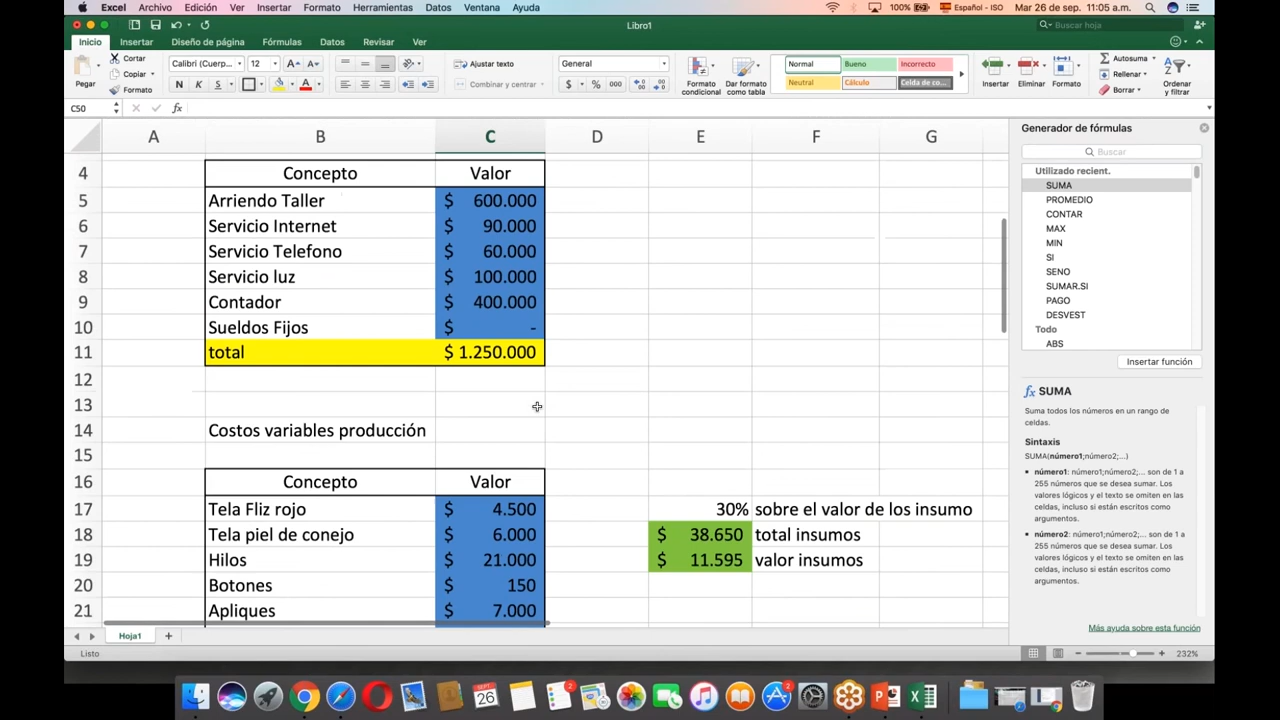 Excel Archivo Edición Ver Insertar Formato Herramientas Datos Ventana Ayuda 100% Español - ISO Mar 26 de sep. 11:05 a.m.
Libro1 Buscar hoja
Inicio Insertar Diseño de página Fórmulas Datos Revisar Ver
Pegar Cortar Copiar Formato
Calibri (Cuerp... 12 A A
N K S A
Ajustar texto
Combinar y centrar
General
$ % 000
Formato condicional
Dar formato como tabla
Normal Bueno Incorrecto
Neutral Cálculo Celda de co...
Insertar Eliminar Formato
Autosuma
Rellenar
Borrar
Ordenar y filtrar
C50 fx
A B C D E F G
4 Concepto Valor
5 Arriendo Taller $ 600.000
6 Servicio Internet $ 90.000
7 Servicio Telefono $ 60.000
8 Servicio luz $ 100.000
9 Contador $ 400.000
10 Sueldos Fijos $ -
11 total $ 1.250.000
12
13
14 Costos variables producción
15
16 Concepto Valor
17 Tela Fliz rojo $ 4.500 30% sobre el valor de los insumo
18 Tela piel de conejo $ 6.000 $ 38.650 total insumos
19 Hilos $ 21.000 $ 11.595 valor insumos
20 Botones $ 150
21 Apliques $ 7.000
Generador de fórmulas
Buscar
Utilizado recient.
SUMA
PROMEDIO
CONTAR
MAX
MIN
SI
SENO
SUMAR.SI
PAGO
DESVEST
Todo
ABS
Insertar función
fx SUMA
Suma todos los números en un rango de
celdas.
Sintaxis
SUMA(número1;número2;...)
número1: número1;número2;... son de 1 a
255 números que se desea sumar. Los
valores lógicos y el texto se omiten en
las celdas, incluso si están escritos como
argumentos.
número2: número1;número2;... son de 1 a
255 números que se desea sumar. Los
valores lógicos y el texto se omiten en
las celdas, incluso si están escritos como
argumentos.
Más ayuda sobre esta función
Hoja1 +
Listo 232%
SEPT. 26 2 2